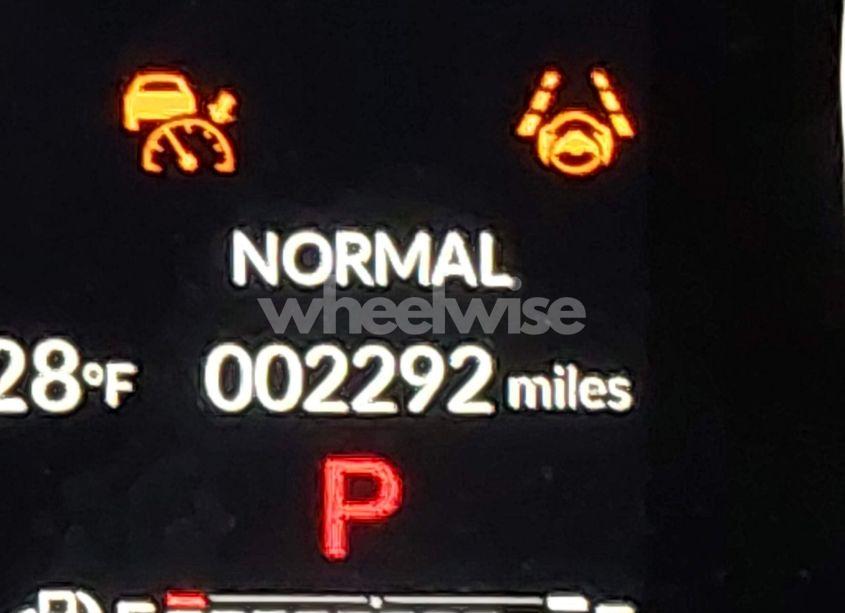 NORMAL
wheelwise
28°F 002292 miles
P